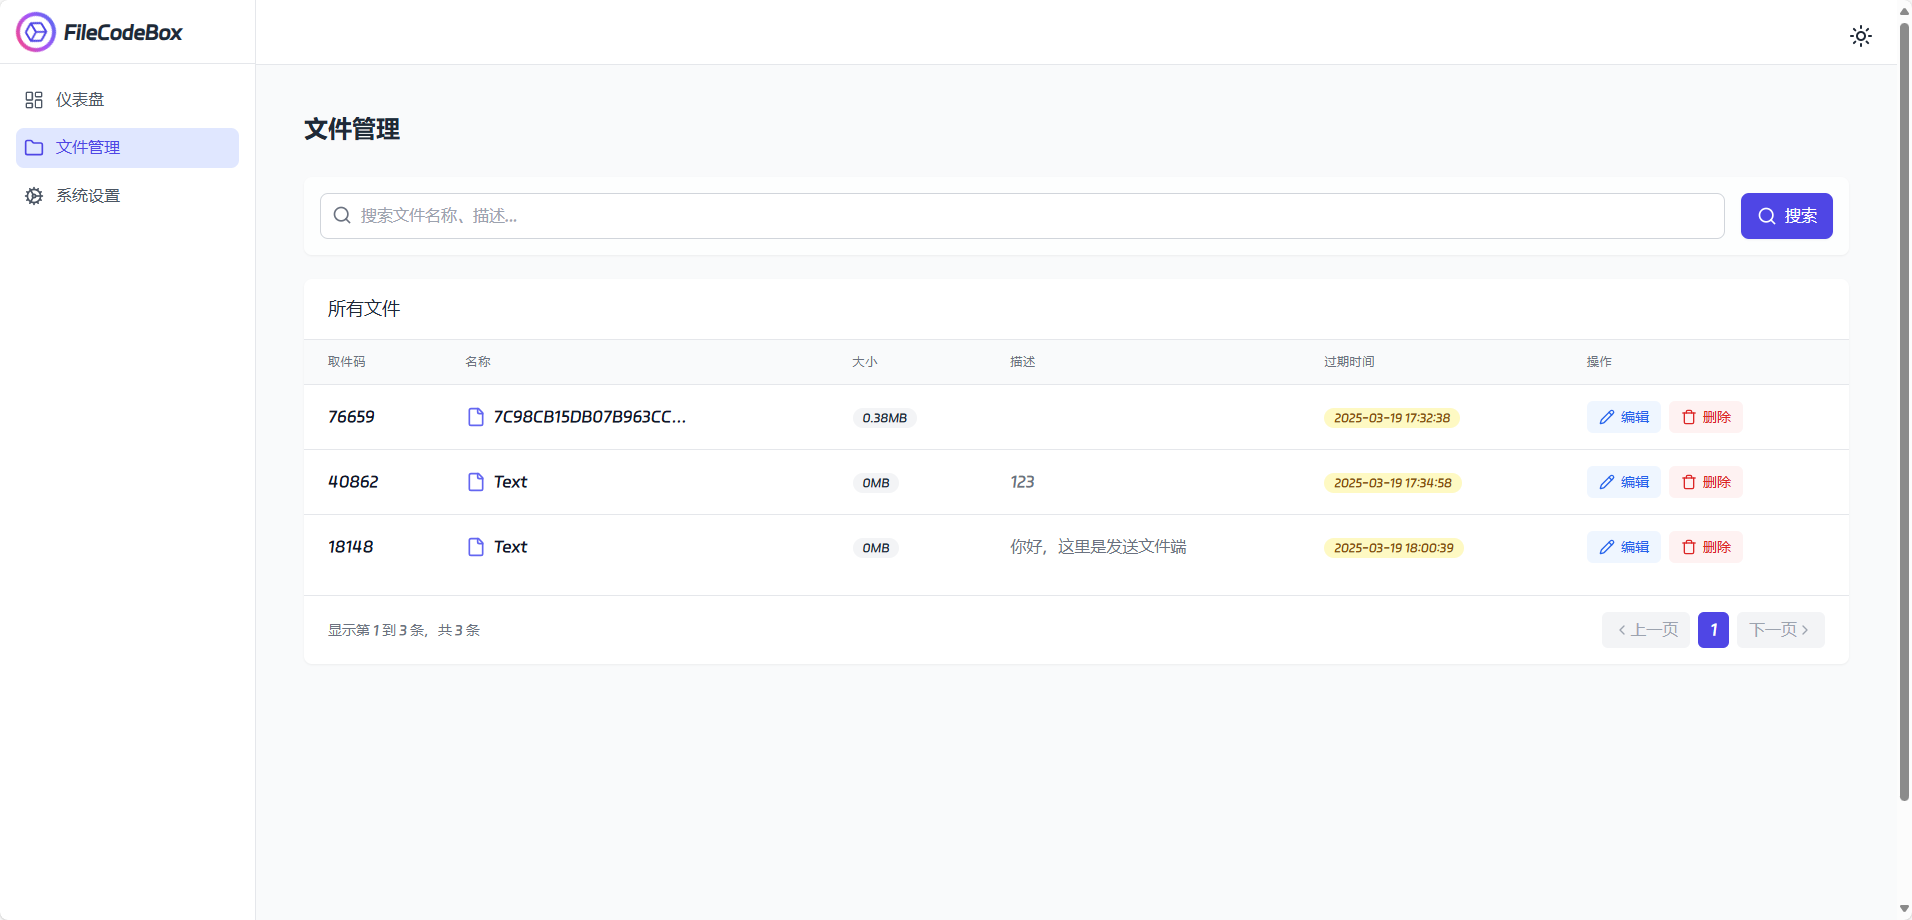 FileCodeBox
仪表盘
文件管理
系统设置
文件管理
搜索文件名称、描述...
搜索
所有文件
取件码 名称 大小 描述 过期时间 操作
76659 7C98CB15DB07B963CC... 0.38MB 2025-03-19 17:32:38 编辑 删除
40862 Text 0MB 123 2025-03-19 17:34:58 编辑 删除
18148 Text 0MB 你好，这里是发送文件端 2025-03-19 18:00:39 编辑 删除
显示第 1 到 3 条，共 3 条 上一页 1 下一页